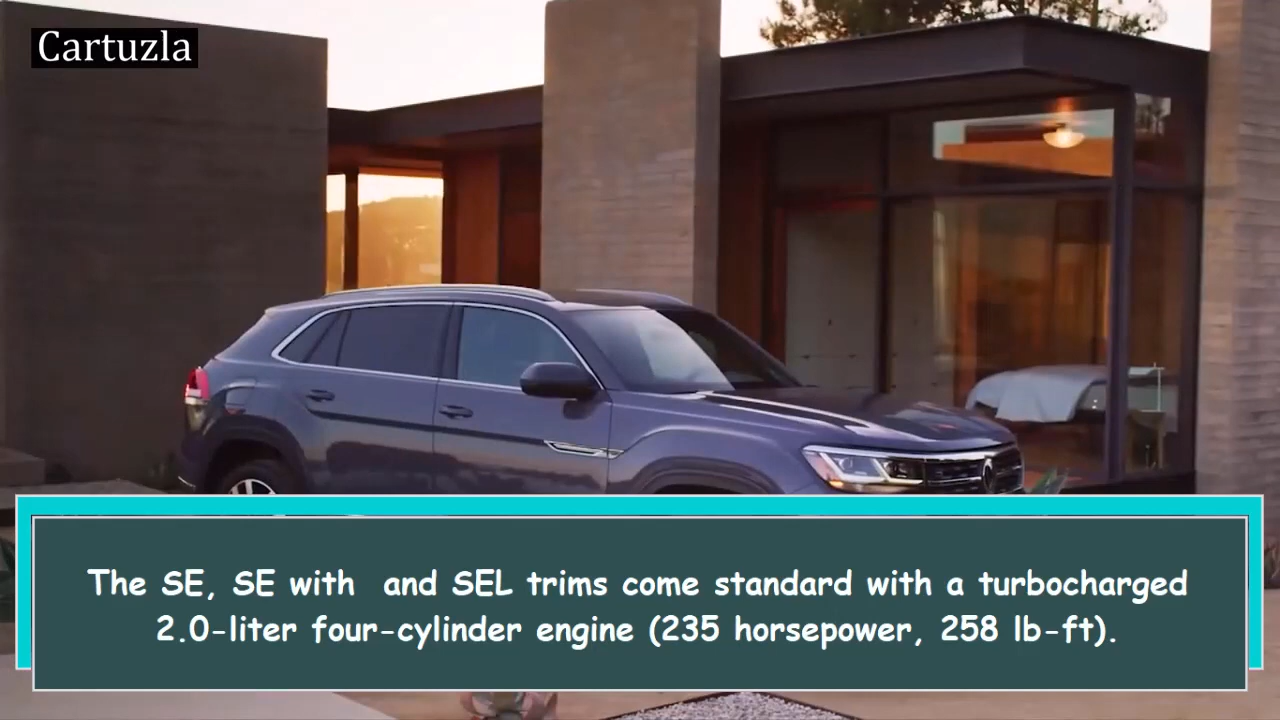 Cartuzla
The SE, SE with  and SEL trims come standard with a turbocharged
2.0-liter four-cylinder engine (235 horsepower, 258 lb-ft).